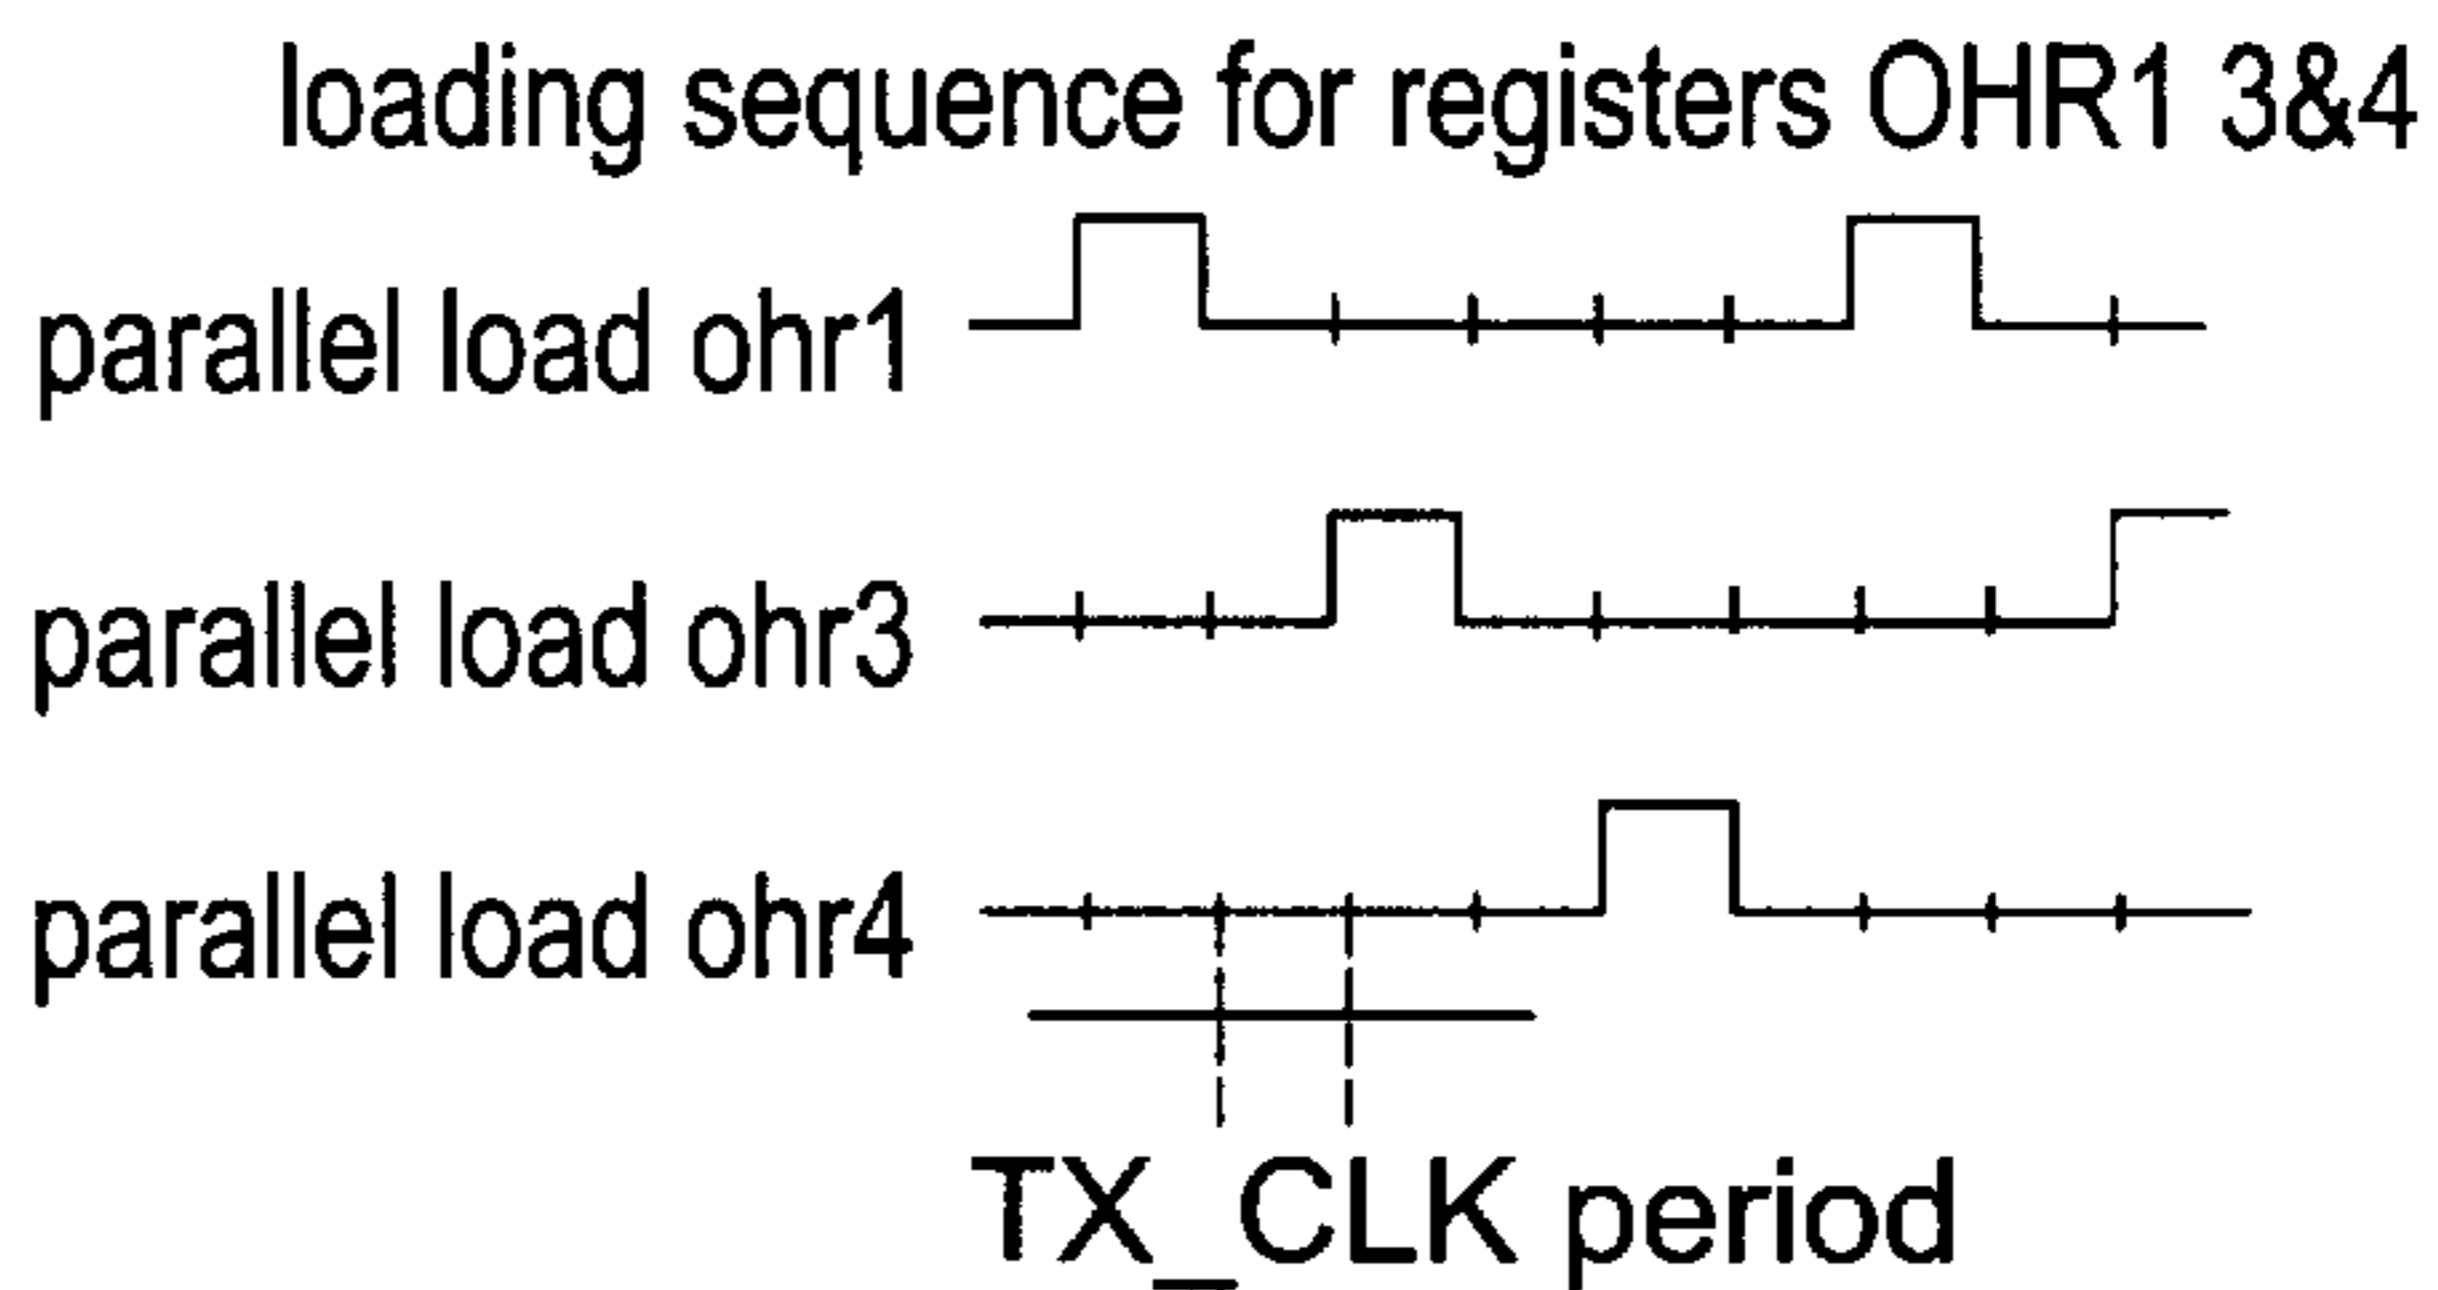 loading sequence for registers OHR1 3&4
parallel load ohr1
parallel load ohr3
parallel load ohr4
TX_CLK period